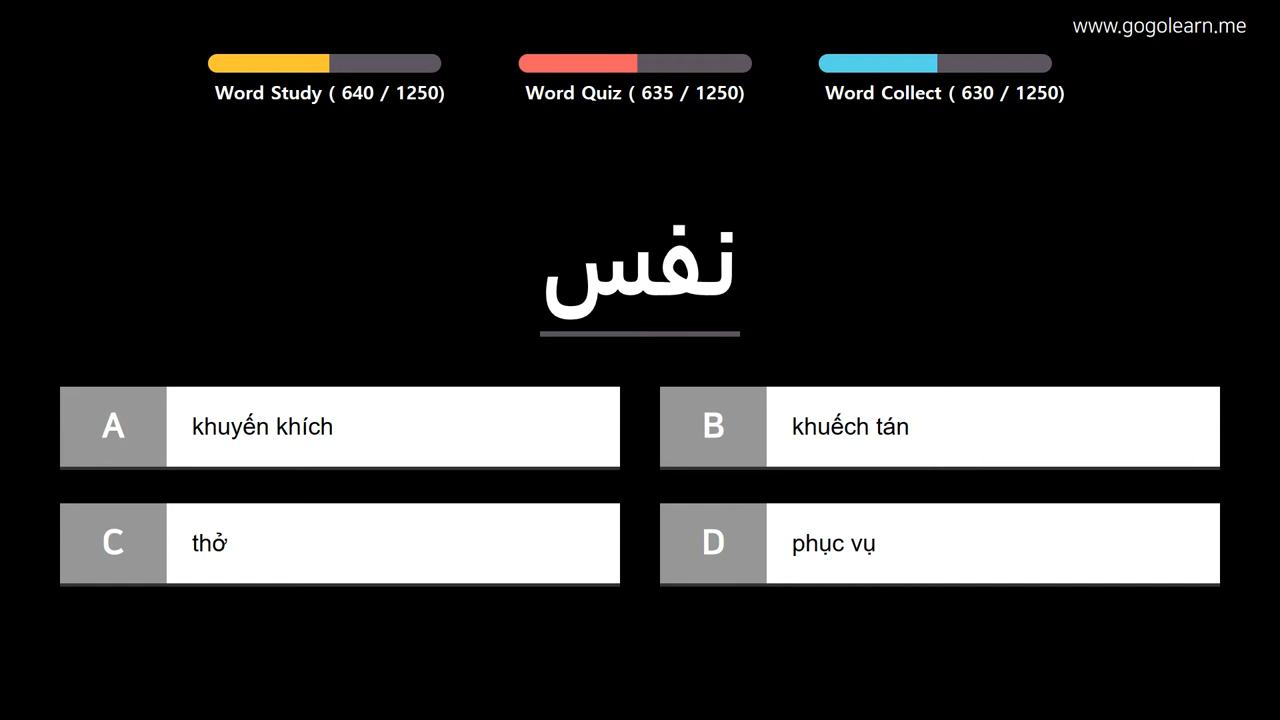 www.gogolearn.me
Word Study ( 640 / 1250)
Word Quiz ( 635 / 1250)
Word Collect ( 630 / 1250)
نفس
A khuyến khích
B khuếch tán
C thở
D phục vụ